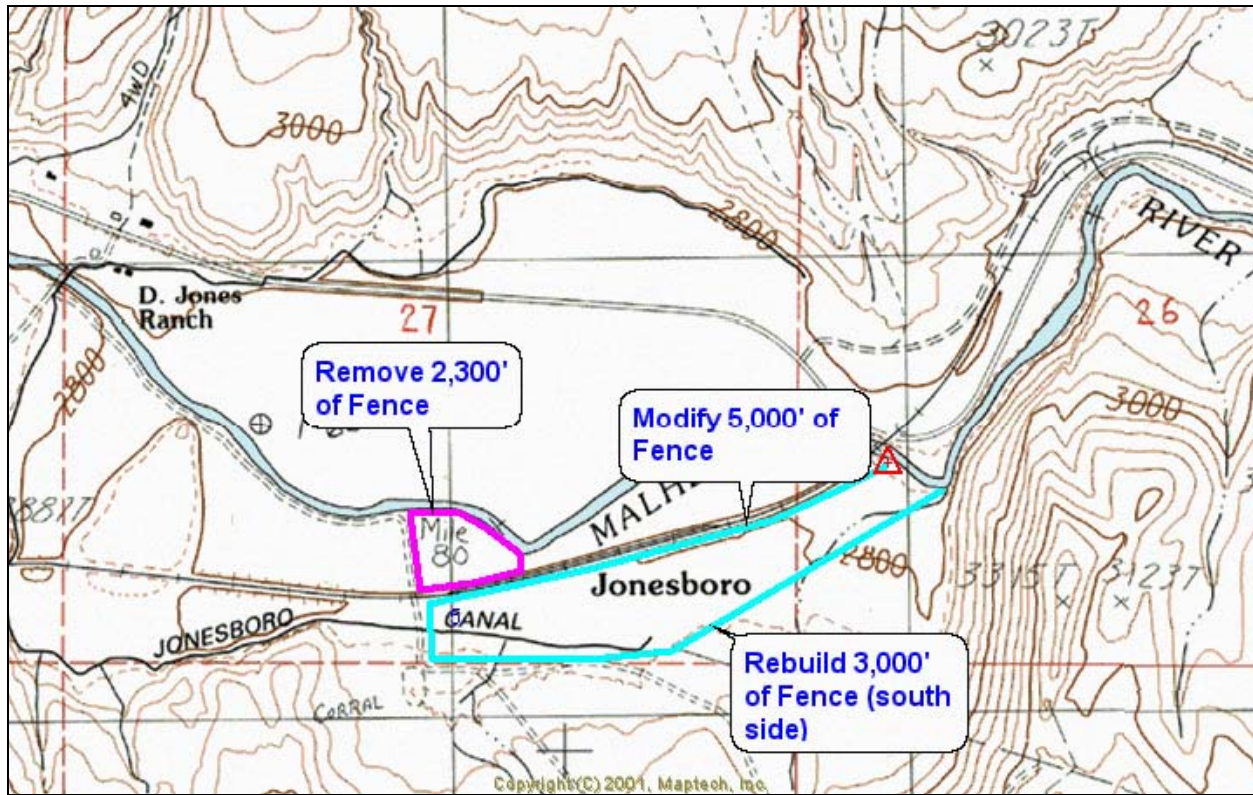 3023T
4WD
3000
2800
RIVER
D. Jones
Ranch
27
26
Remove 2,300'
of Fence
2800
Modify 5,000' of
Fence
3000
Mile
80
MALHE
2800
Jonesboro
3315 T
3123T
JONESBORO
CANAL
Rebuild 3,000'
of Fence (south
side)
CORRAL
Copyright (C) 2001, Maptech, Inc.